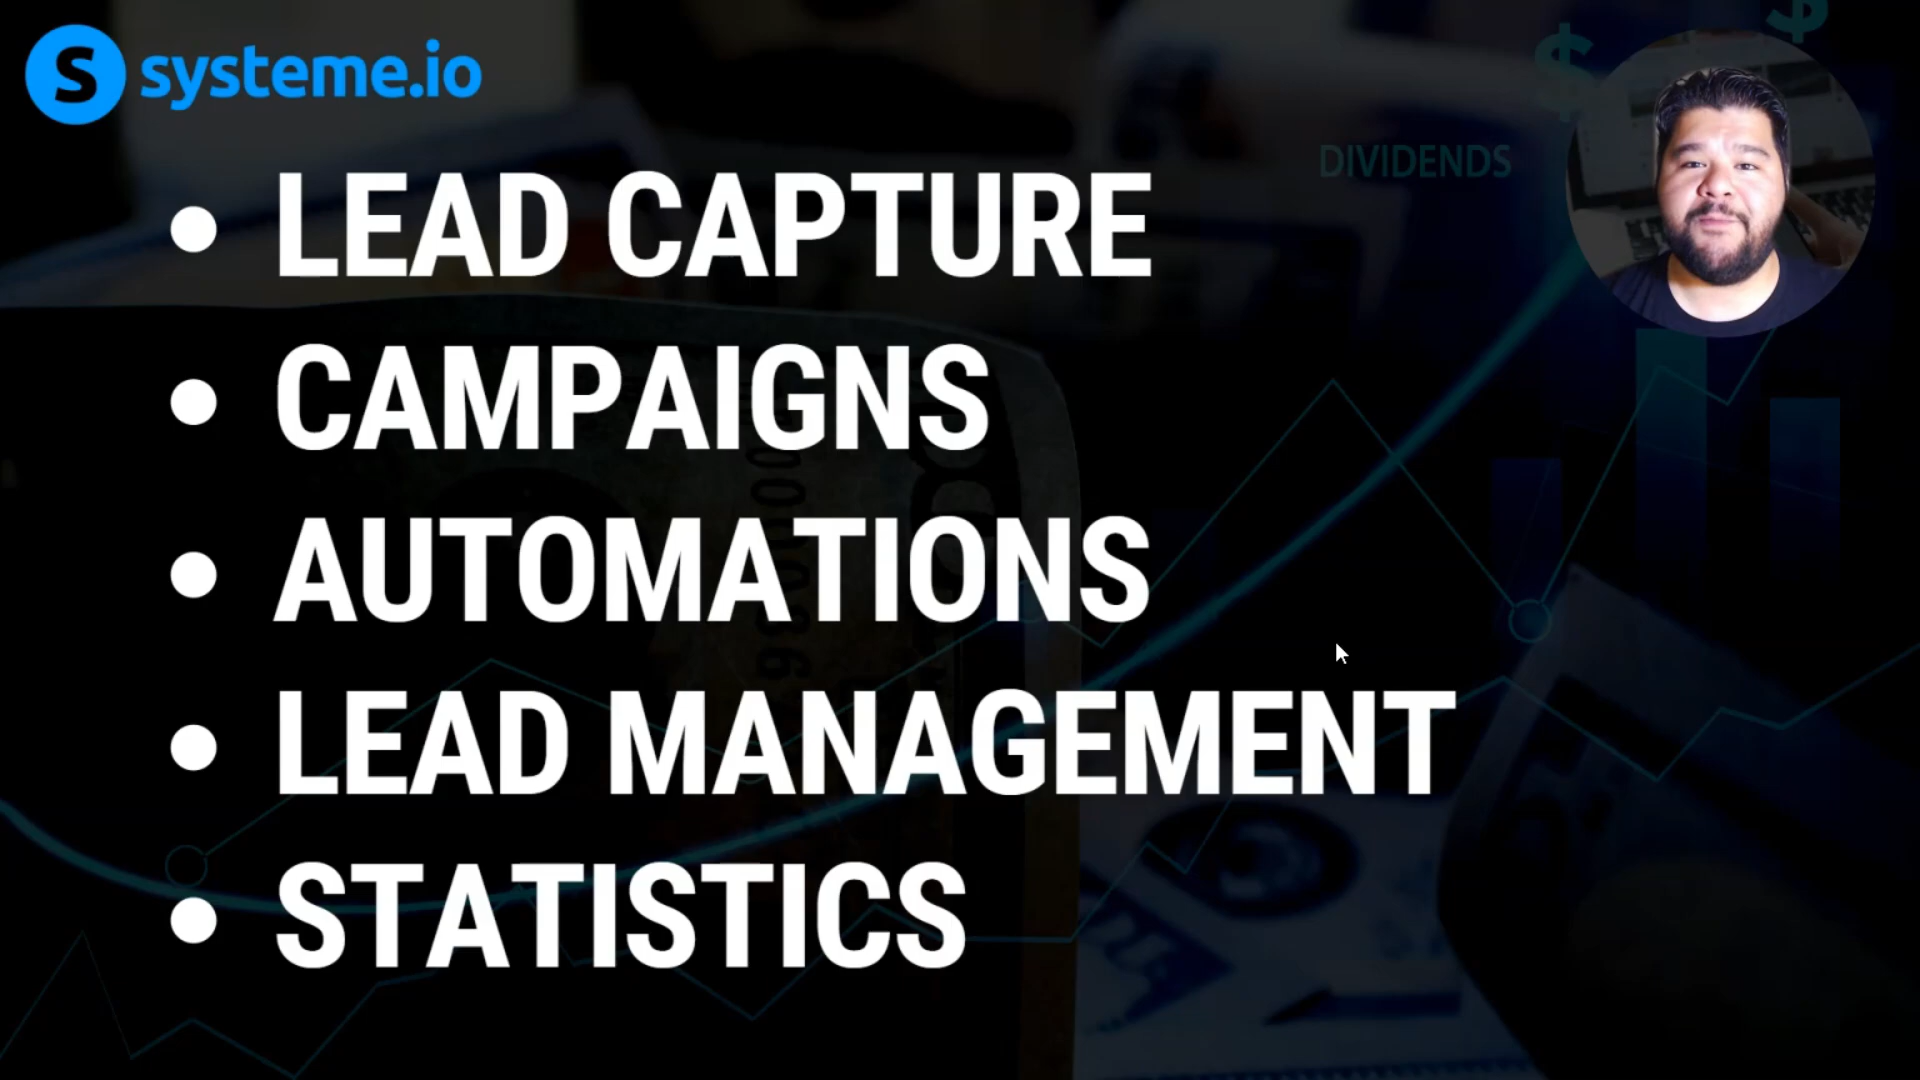 systeme.io
DIVIDENDS
LEAD CAPTURE
CAMPAIGNS
AUTOMATIONS
LEAD MANAGEMENT
STATISTICS